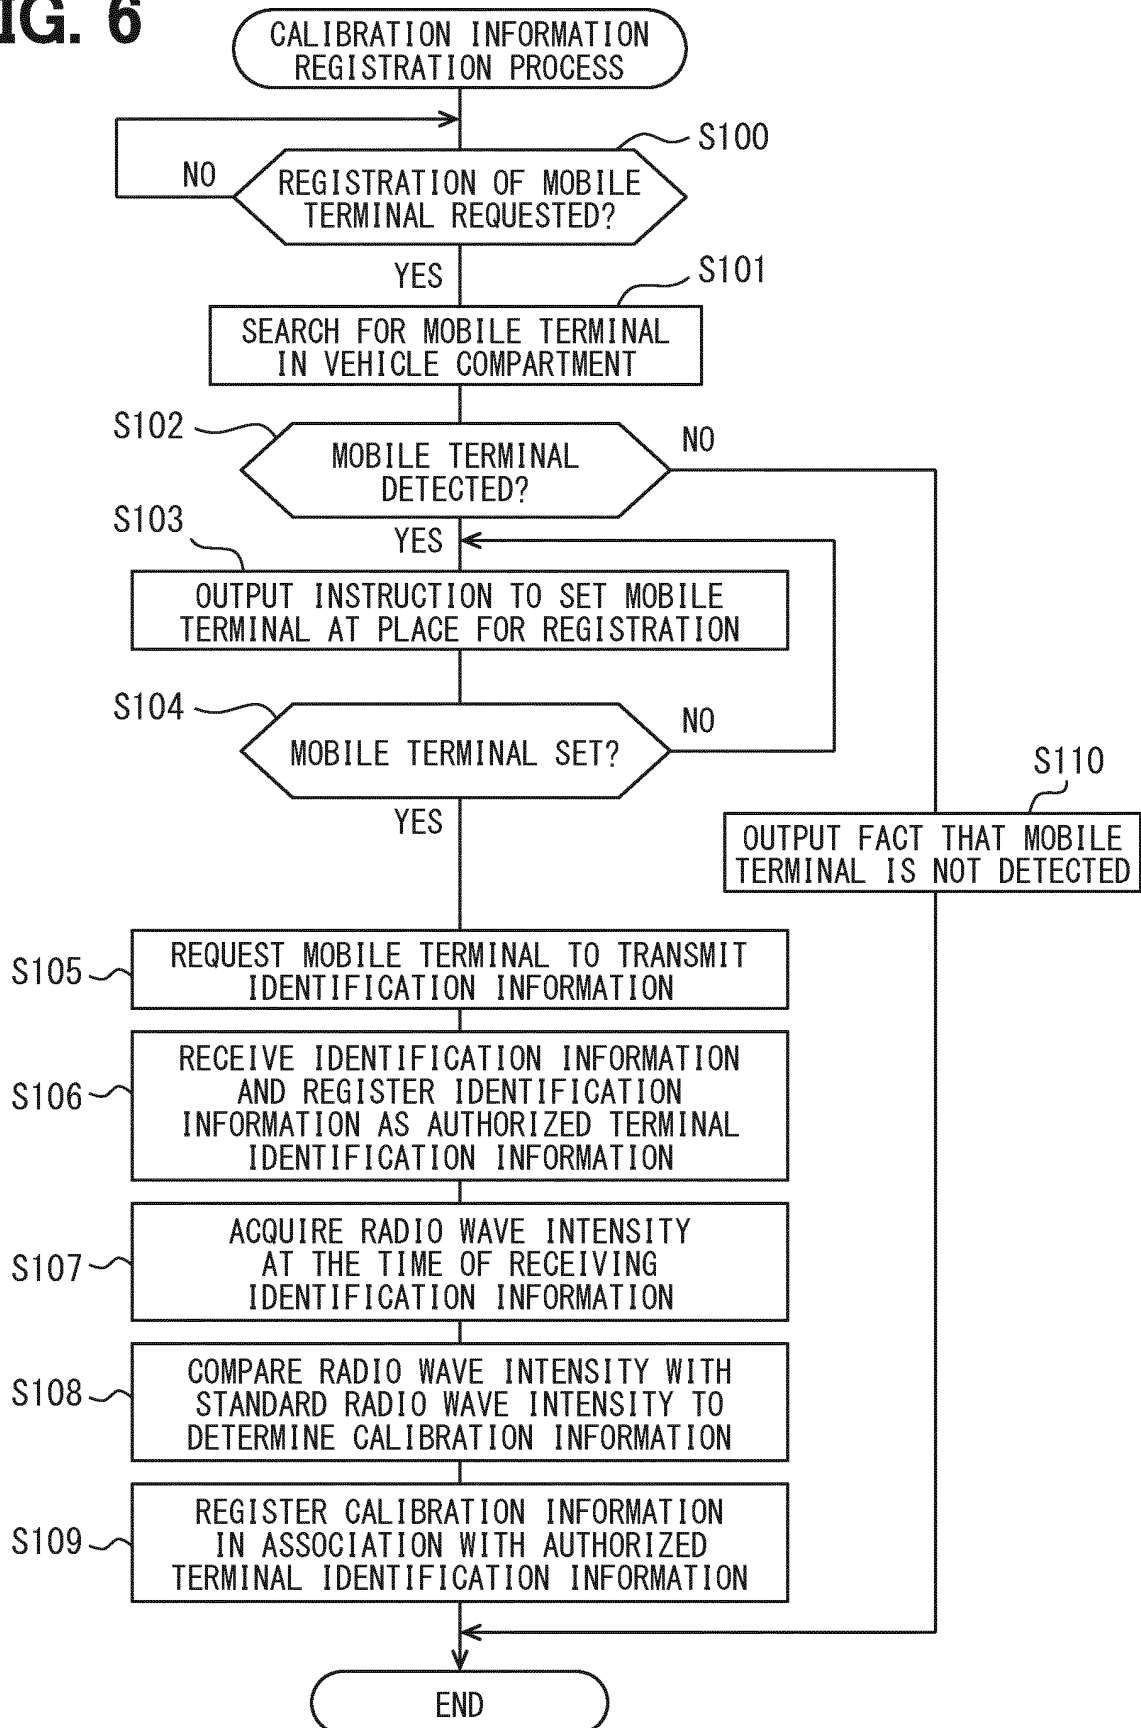 IG. 6
CALIBRATION INFORMATION
REGISTRATION PROCESS
S100
NO
REGISTRATION OF MOBILE
TERMINAL REQUESTED?
YES
S101
SEARCH FOR MOBILE TERMINAL
IN VEHICLE COMPARTMENT
S102
NO
MOBILE TERMINAL
DETECTED?
S103
YES
OUTPUT INSTRUCTION TO SET MOBILE
TERMINAL AT PLACE FOR REGISTRATION
S104
NO
MOBILE TERMINAL SET?
YES
S110
OUTPUT FACT THAT MOBILE
TERMINAL IS NOT DETECTED
S105
REQUEST MOBILE TERMINAL TO TRANSMIT
IDENTIFICATION INFORMATION
S106
RECEIVE IDENTIFICATION INFORMATION
AND REGISTER IDENTIFICATION
INFORMATION AS AUTHORIZED TERMINAL
IDENTIFICATION INFORMATION
S107
ACQUIRE RADIO WAVE INTENSITY
AT THE TIME OF RECEIVING
IDENTIFICATION INFORMATION
S108
COMPARE RADIO WAVE INTENSITY WITH
STANDARD RADIO WAVE INTENSITY TO
DETERMINE CALIBRATION INFORMATION
S109
REGISTER CALIBRATION INFORMATION
IN ASSOCIATION WITH AUTHORIZED
TERMINAL IDENTIFICATION INFORMATION
END